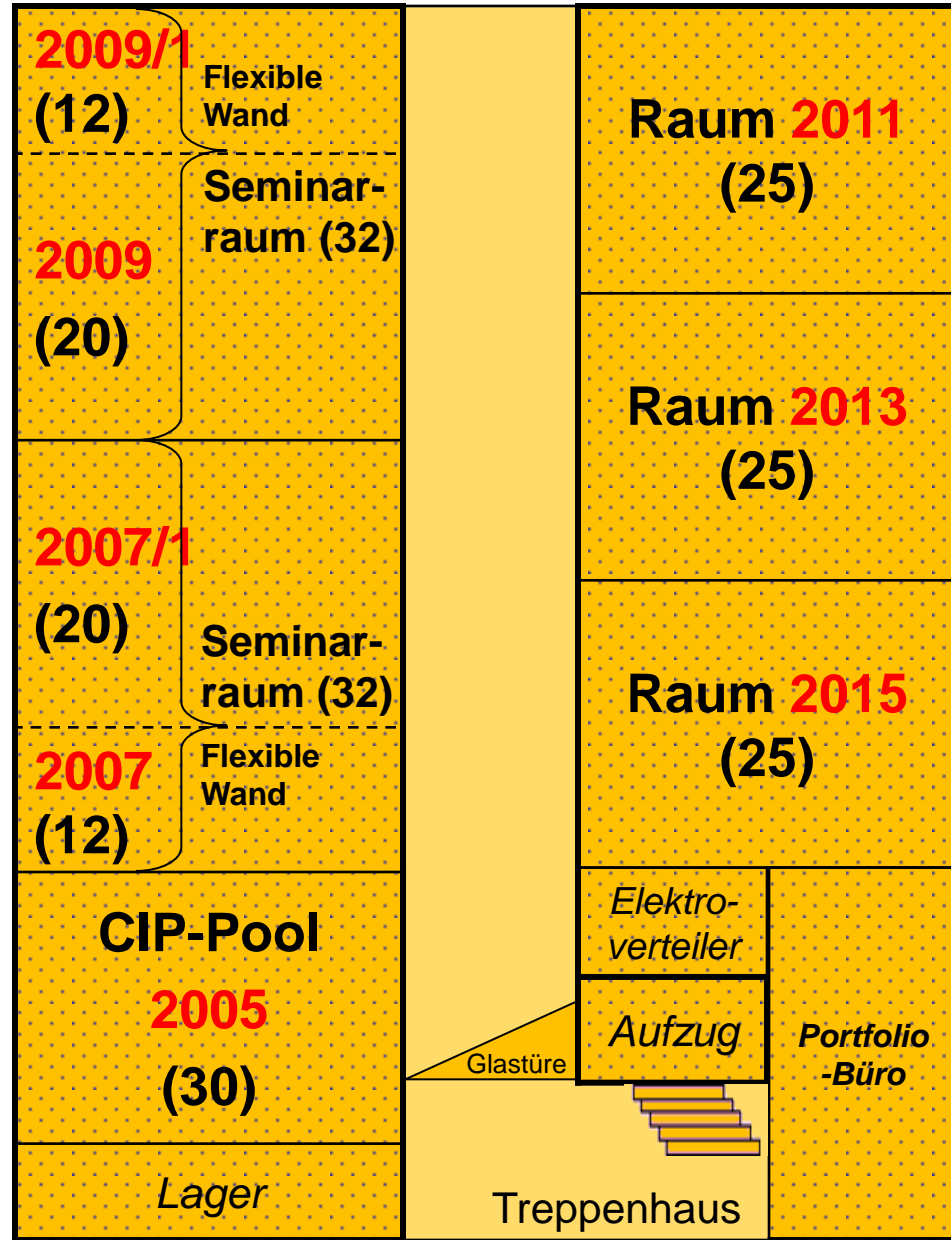 2009/1
(12)
Flexible
Wand
Seminar-
raum (32)
2009
(20)
2007/1
(20)
Seminar-
raum (32)
2007
(12)
Flexible
Wand
CIP-Pool
2005
(30)
Lager
Glastüre
Treppenhaus
Raum 2011
(25)
Raum 2013
(25)
Raum 2015
(25)
Elektro-
verteiler
Aufzug
Portfolio
-Büro